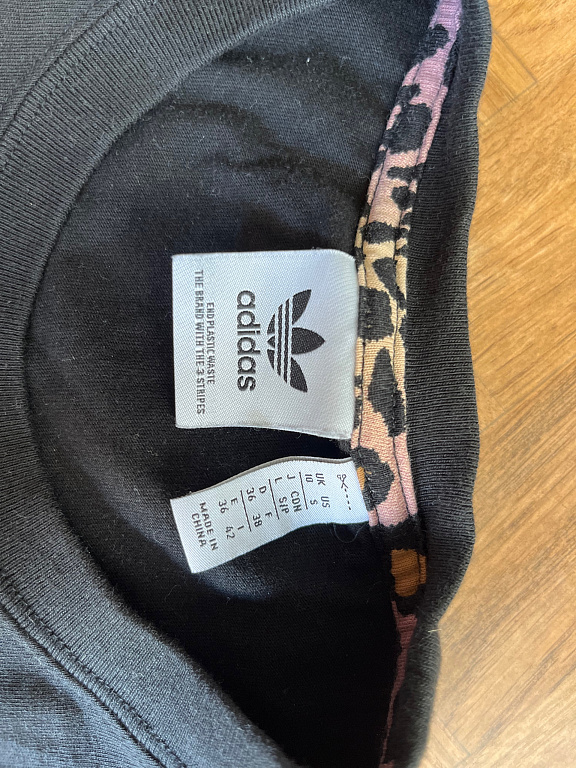 adidas
END PLASTIC WASTE
THE BRAND WITH THE 3 STRIPES
UK US
10 S
J CDN
L S/P
D F
36 38
E I
36 42
MADE IN
CHINA